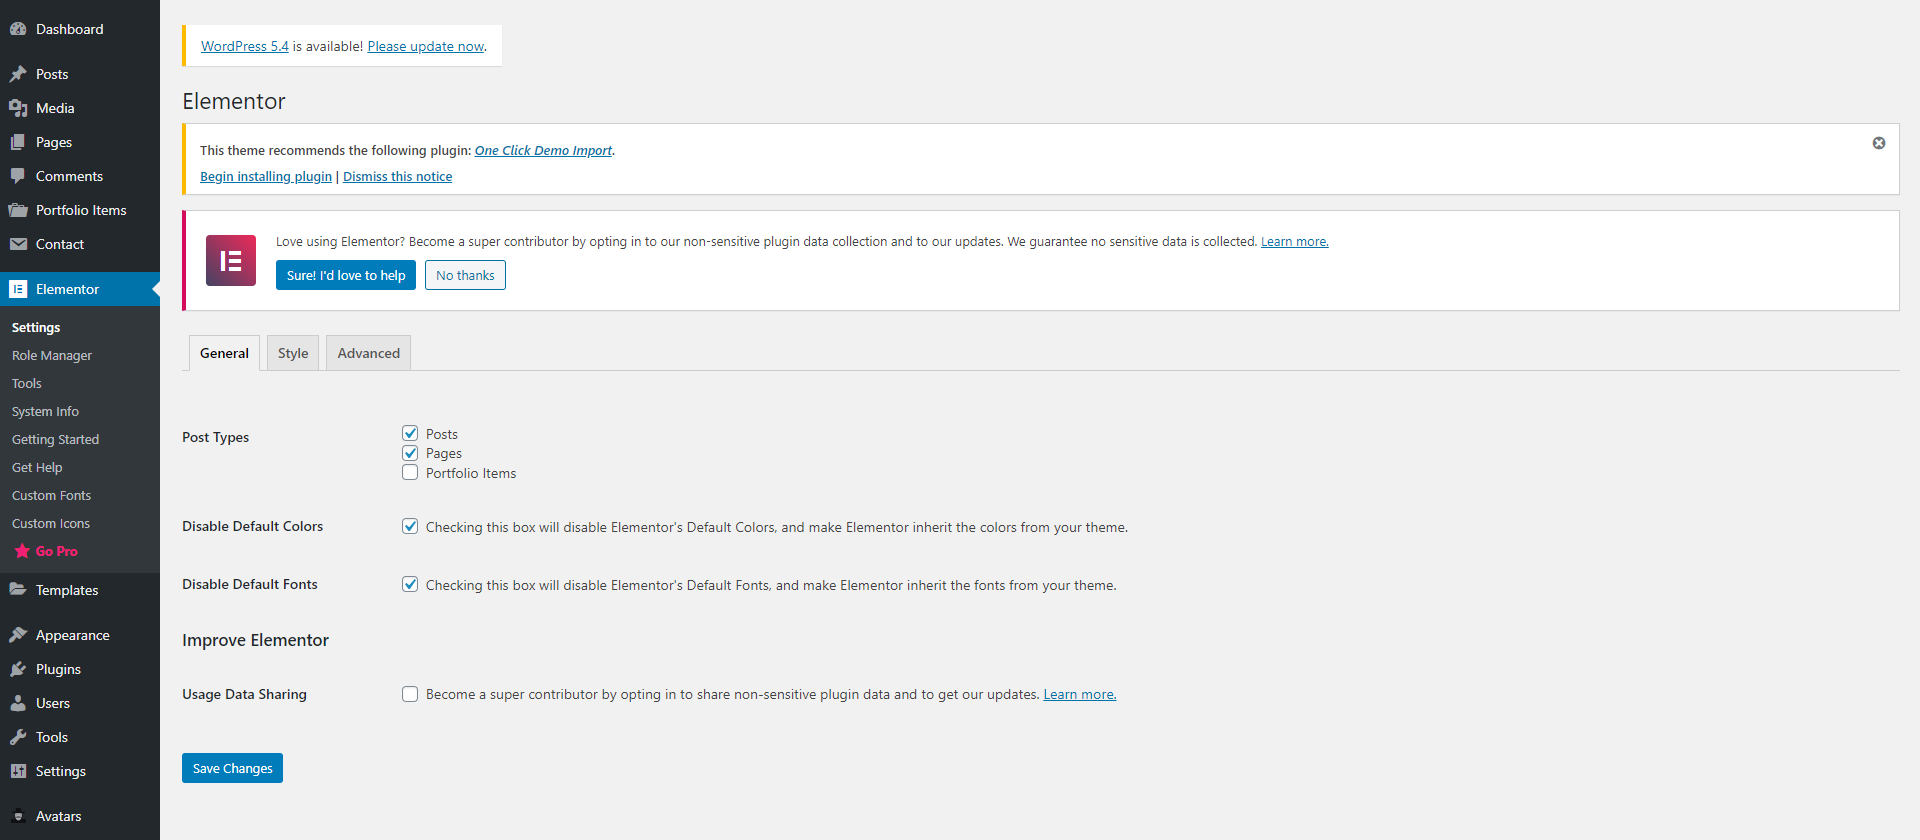 Dashboard
Posts
Media
Pages
Comments
Portfolio Items
Contact
Elementor
Settings
Role Manager
Tools
System Info
Getting Started
Get Help
Custom Fonts
Custom Icons
Go Pro
Templates
Appearance
Plugins
Users
Tools
Settings
Avatars
WordPress 5.4 is available! Please update now.
Elementor
This theme recommends the following plugin: One Click Demo Import.
Begin installing plugin | Dismiss this notice
Love using Elementor? Become a super contributor by opting in to our non-sensitive plugin data collection and to our updates. We guarantee no sensitive data is collected. Learn more.
Sure! I'd love to help No thanks
General Style Advanced
Post Types
Posts
Pages
Portfolio Items
Disable Default Colors Checking this box will disable Elementor's Default Colors, and make Elementor inherit the colors from your theme.
Disable Default Fonts Checking this box will disable Elementor's Default Fonts, and make Elementor inherit the fonts from your theme.
Improve Elementor
Usage Data Sharing Become a super contributor by opting in to share non-sensitive plugin data and to get our updates. Learn more.
Save Changes